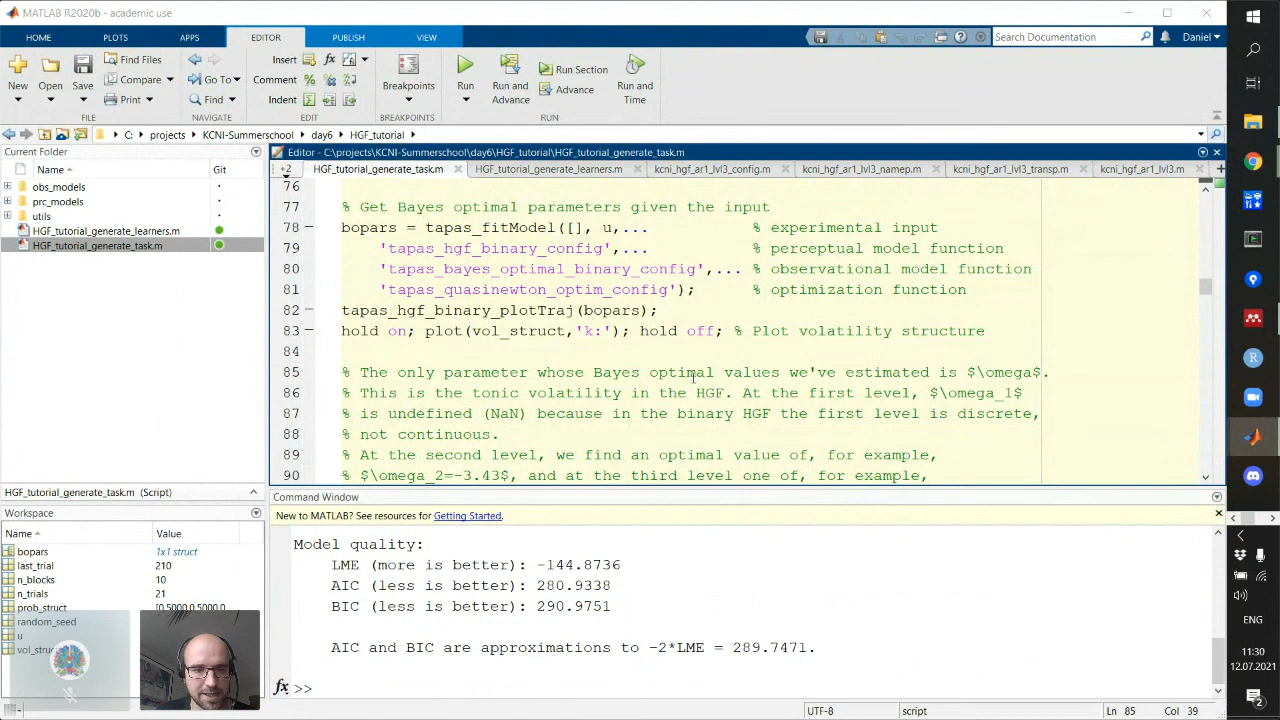 MATLAB R2020b - academic use
HOME PLOTS APPS EDITOR PUBLISH VIEW
Search Documentation
Daniel
New
Open
Save
Find Files
Compare
Print
FILE
Go To
Find
NAVIGATE
Insert
Comment
Indent
EDIT
Breakpoints
BREAKPOINTS
Run
Run and Advance
Run Section
Advance
Run and Time
RUN
C: projects KCNI-Summerschool day6 HGF_tutorial
Current Folder
Name Git
obs_models
prc_models
utils
HGF_tutorial_generate_learners.m
HGF_tutorial_generate_task.m
HGF_tutorial_generate_task.m (Script)
Workspace
Name Value
bopars 1x1 struct
last_trial 210
n_blocks 10
n_trials 21
prob_struct [0.5000,0.5000,0
random_seed
u
Editor - C:\projects\KCNI-Summerschool\day6\HGF_tutorial\HGF_tutorial_generate_task.m
+2 HGF_tutorial_generate_task.m HGF_tutorial_generate_learners.m kcni_hgf_ar1_lvl3_config.m kcni_hgf_ar1_lvl3_namep.m kcni_hgf_ar1_lvl3_transp.m kcni_hgf_ar1_lvl3.m
76
77 % Get Bayes optimal parameters given the input
78 bopars = tapas_fitModel([], u,... % experimental input
79 'tapas_hgf_binary_config',... % perceptual model function
80 'tapas_bayes_optimal_binary_config',... % observational model function
81 'tapas_quasinewton_optim_config'); % optimization function
82 tapas_hgf_binary_plotTraj(bopars);
83 hold on; plot(vol_struct,'k:'); hold off; % Plot volatility structure
84
85 % The only parameter whose Bayes optimal values we've estimated is $\omega$.
86 % This is the tonic volatility in the HGF. At the first level, $\omega_1$
87 % is undefined (NaN) because in the binary HGF the first level is discrete,
88 % not continuous.
89 % At the second level, we find an optimal value of, for example,
90 % $\omega_2=-3.43$, and at the third level one of, for example,
Command Window
New to MATLAB? See resources for Getting Started.
Model quality:
LME (more is better): -144.8736
AIC (less is better): 280.9338
BIC (less is better): 290.9751
AIC and BIC are approximations to -2*LME = 289.7471.
fx >>
UTF-8 script Ln 85 Col 39
ENG
11:30
12.07.2021
2